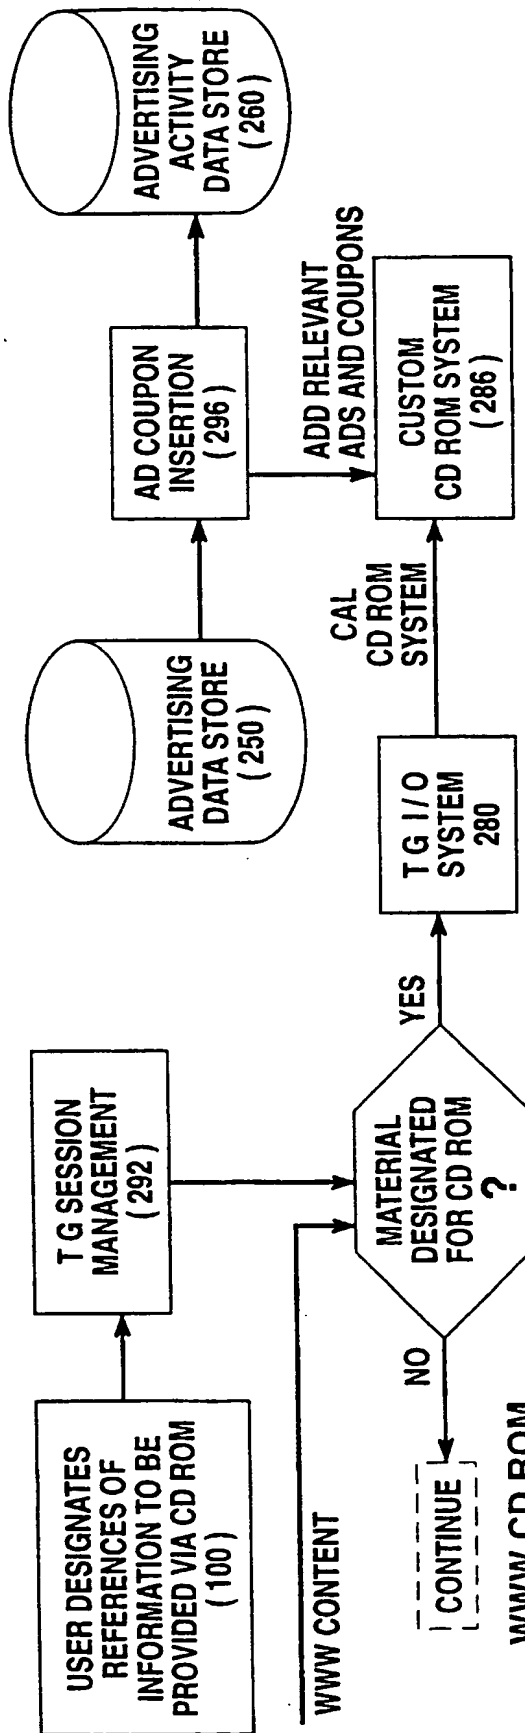 USER DESIGNATES
REFERENCES OF
INFORMATION TO BE
PROVIDED VIA CD ROM
(100)
T G SESSION
MANAGEMENT
(292)
WWW CONTENT
MATERIAL
DESIGNATED
FOR CD ROM
?
NO
CONTINUE
YES
T G I/O
SYSTEM
280
CAL
CD ROM
SYSTEM
ADVERTISING
DATA STORE
(250)
AD COUPON
INSERTION
(296)
ADVERTISING
ACTIVITY
DATA STORE
(260)
ADD RELEVANT
ADS AND COUPONS
CUSTOM
CD ROM SYSTEM
(286)
WWW CD ROM